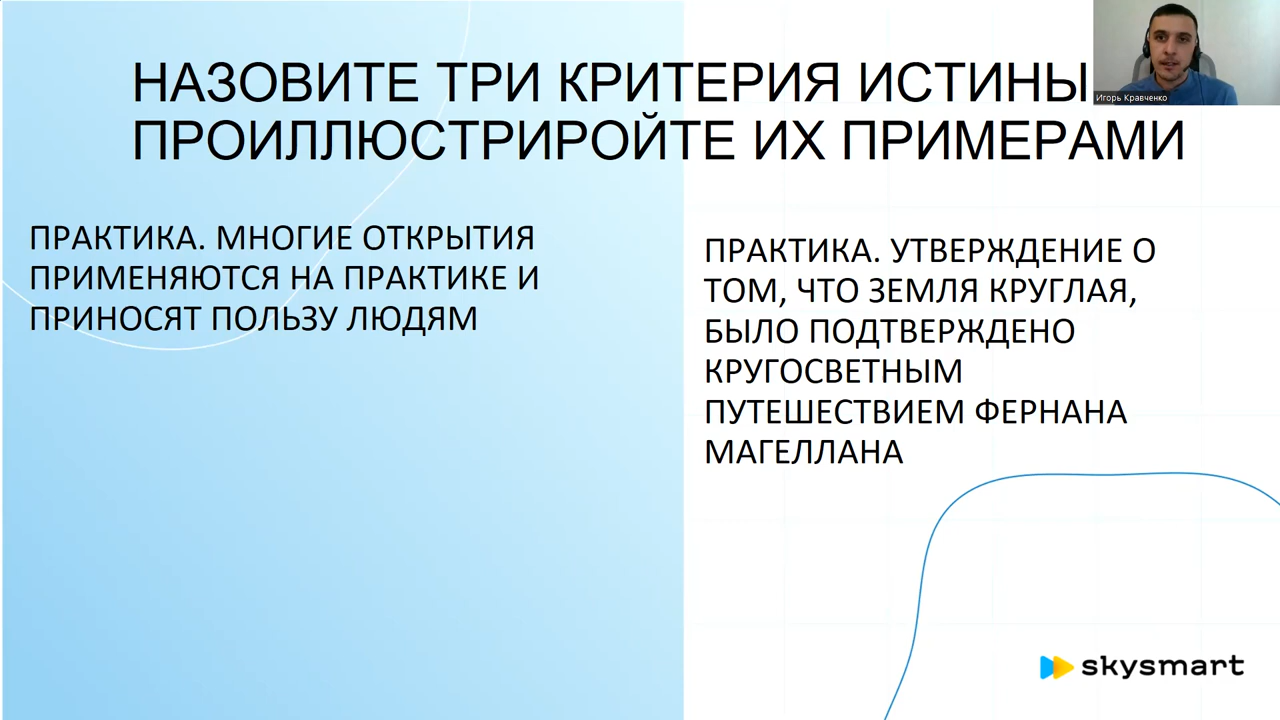 НАЗОВИТЕ ТРИ КРИТЕРИЯ ИСТИНЫ
ПРОИЛЛЮСТРИРОЙТЕ ИХ ПРИМЕРАМИ
Игорь Кравченко
ПРАКТИКА. МНОГИЕ ОТКРЫТИЯ
ПРИМЕНЯЮТСЯ НА ПРАКТИКЕ И
ПРИНОСЯТ ПОЛЬЗУ ЛЮДЯМ
ПРАКТИКА. УТВЕРЖДЕНИЕ О
ТОМ, ЧТО ЗЕМЛЯ КРУГЛАЯ,
БЫЛО ПОДТВЕРЖДЕНО
КРУГОСВЕТНЫМ
ПУТЕШЕСТВИЕМ ФЕРНАНА
МАГЕЛЛАНА
skysmart